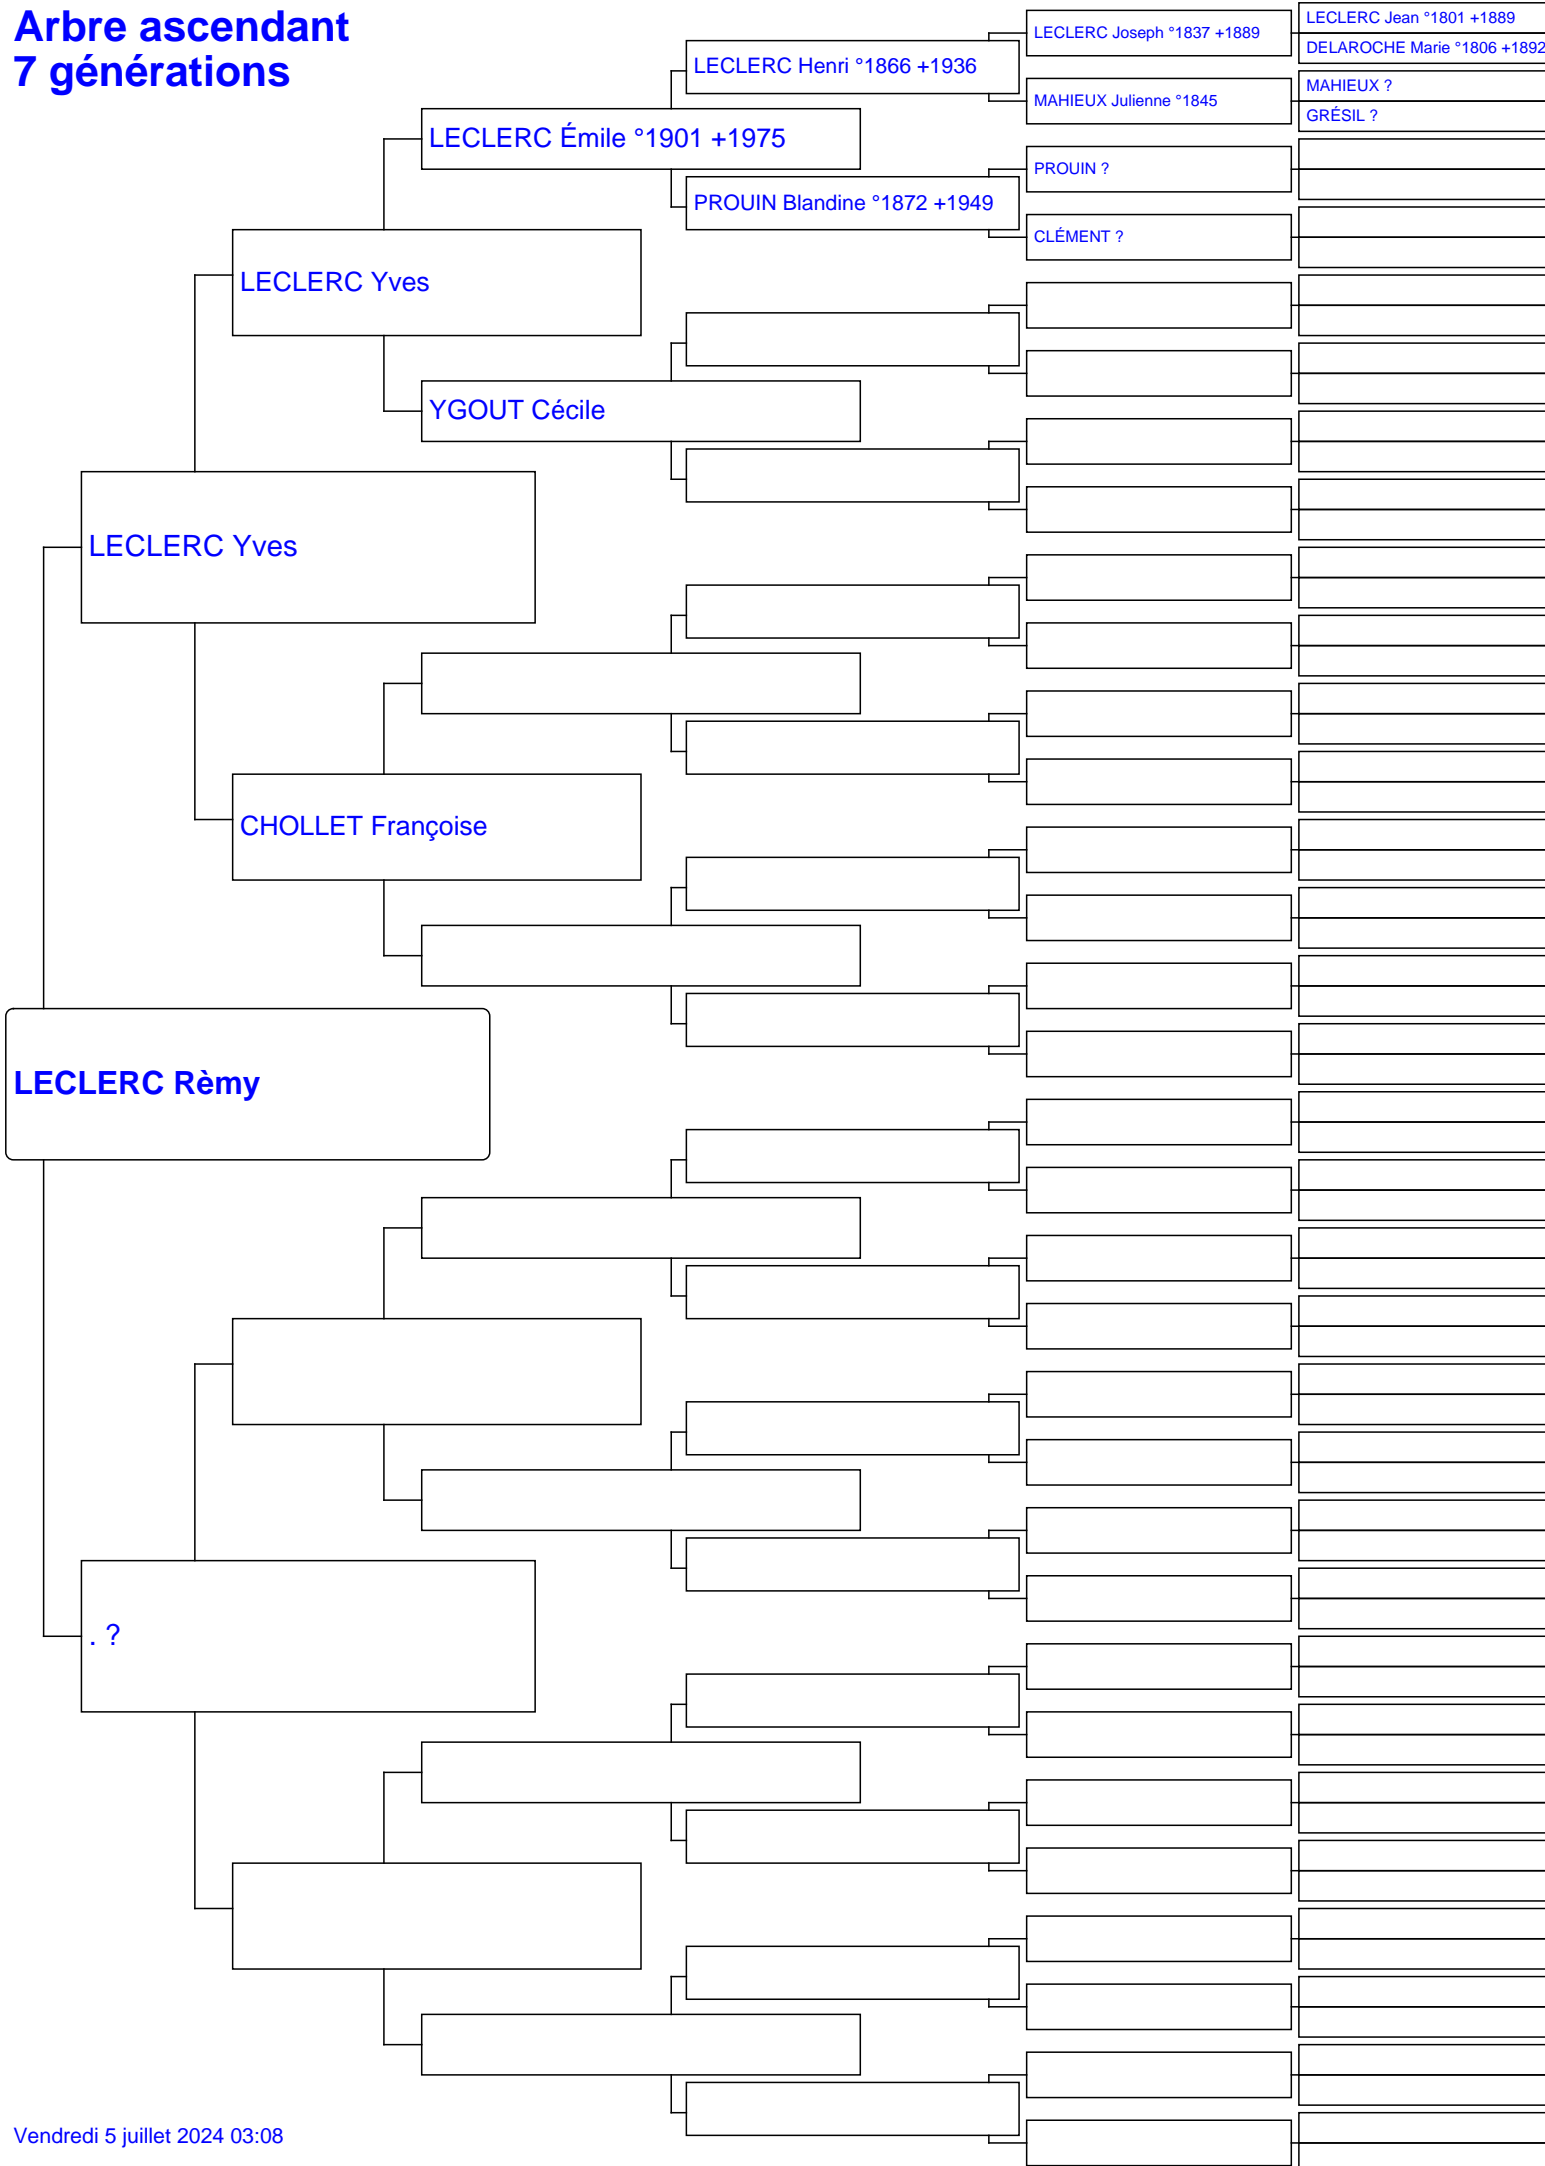 Arbre ascendant
7 générations
LECLERC Rèmy
LECLERC Yves
. ?
LECLERC Yves
CHOLLET Françoise
LECLERC Émile °1901 +1975
YGOUT Cécile
LECLERC Henri °1866 +1936
PROUIN Blandine °1872 +1949
LECLERC Joseph °1837 +1889
MAHIEUX Julienne °1845
PROUIN ?
CLÉMENT ?
LECLERC Jean °1801 +1889
DELAROCHE Marie °1806 +1892
MAHIEUX ?
GRÉSIL ?
Vendredi 5 juillet 2024 03:08